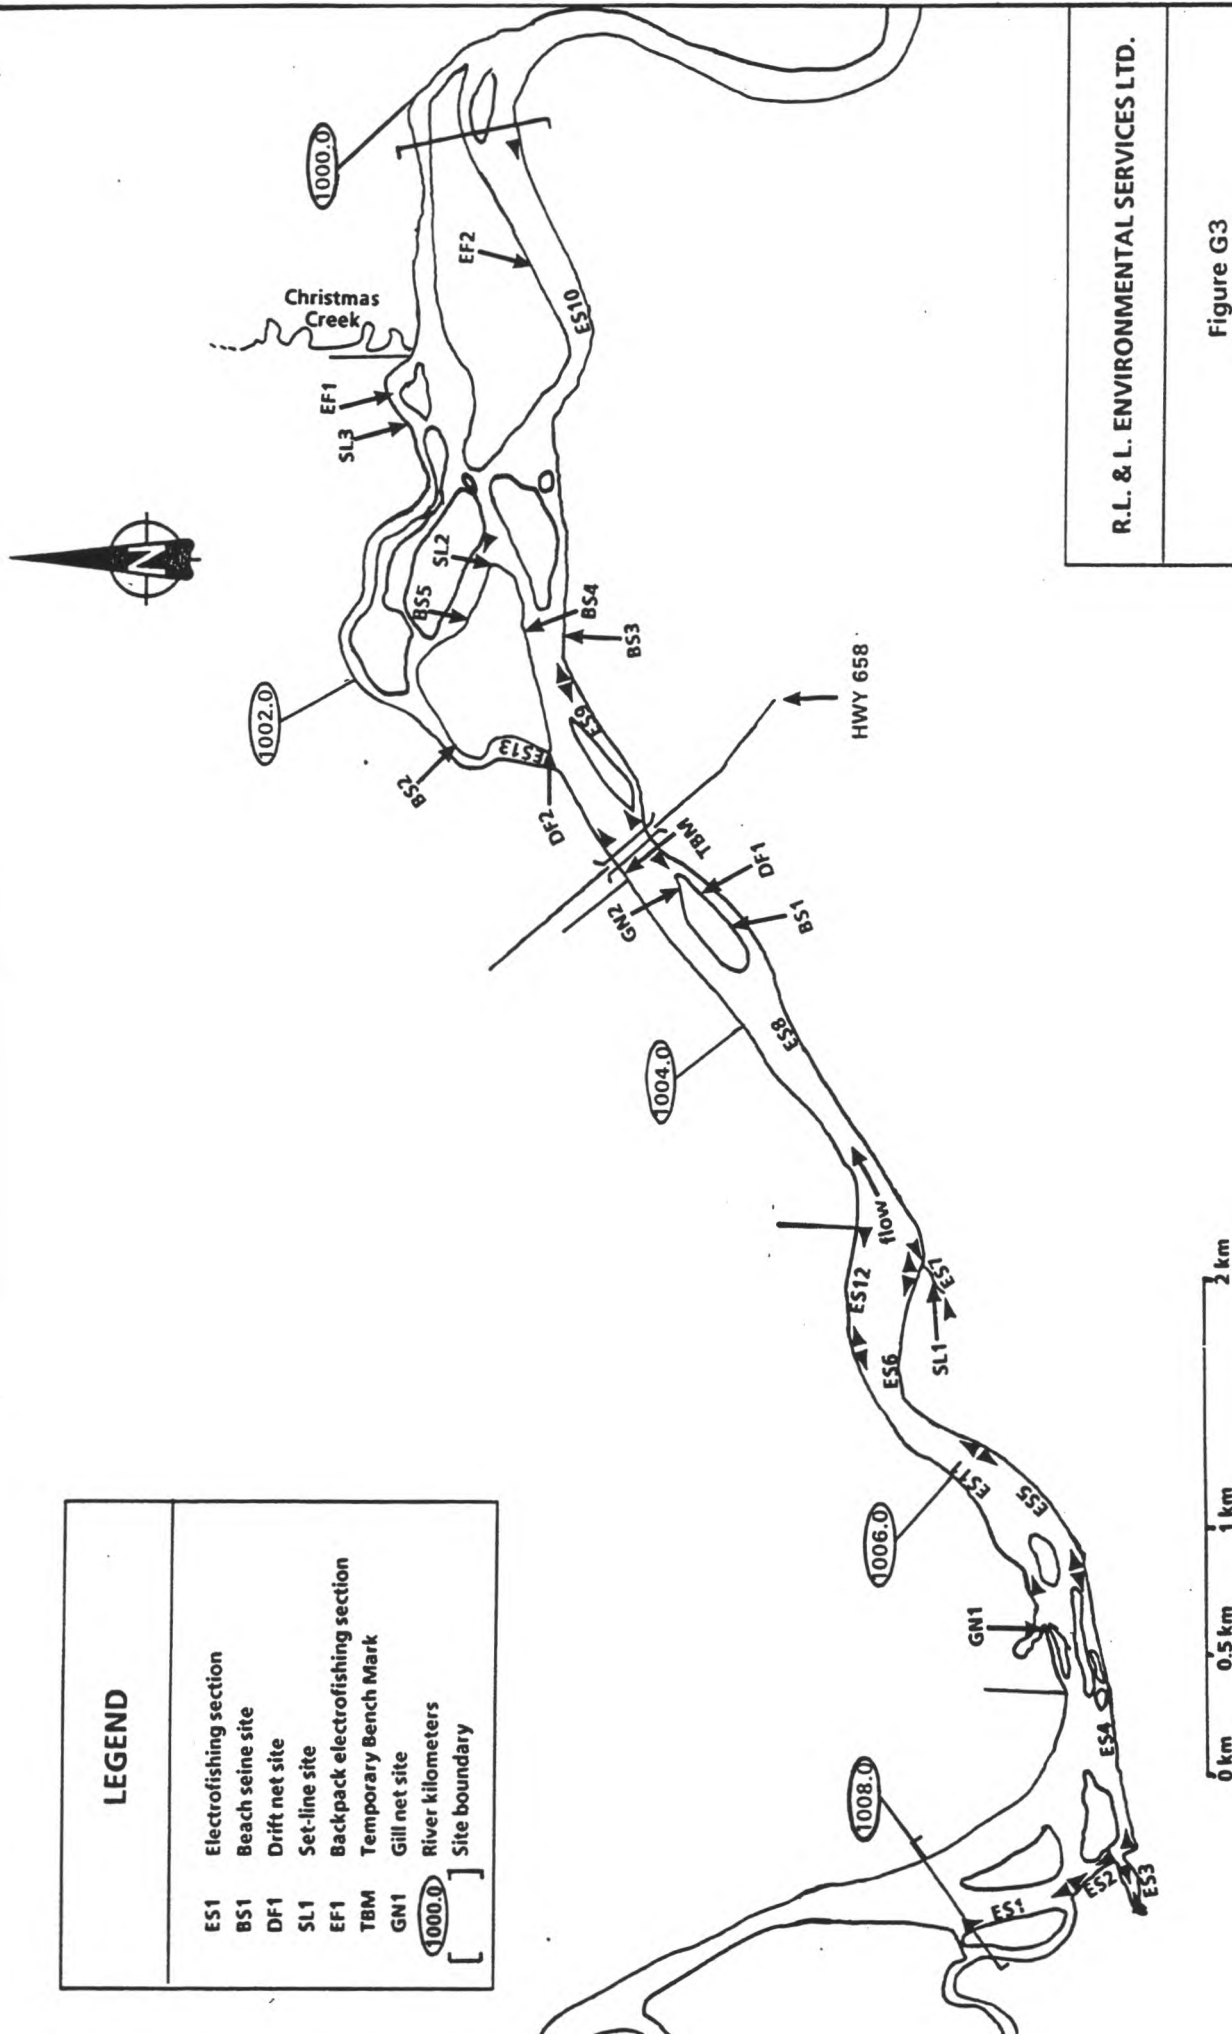 LEGEND
ES1 Electrofishing section
BS1 Beach seine site
DF1 Drift net site
SL1 Set-line site
EF1 Backpack electrofishing section
TBM Temporary Bench Mark
GN1 Gill net site
1000.0 River kilometers
[ ] Site boundary
N
1000.0
Christmas
Creek
EF2
ES10
EF1
SL3
SL2
BS5
BS4
BS3
1002.0
BS2
ES13
DF2
ES9
HWY 658
TBM
DF1
GN2
BS1
1004.0
ES8
flow
ES12
ES7
SL1
ES6
1006.0
ES11
ES5
GN1
ES4
1008.0
ES1
ES2
ES3
0 km
0.5 km
1 km
2 km
R.L. & L. ENVIRONMENTAL SERVICES LTD.
Figure G3